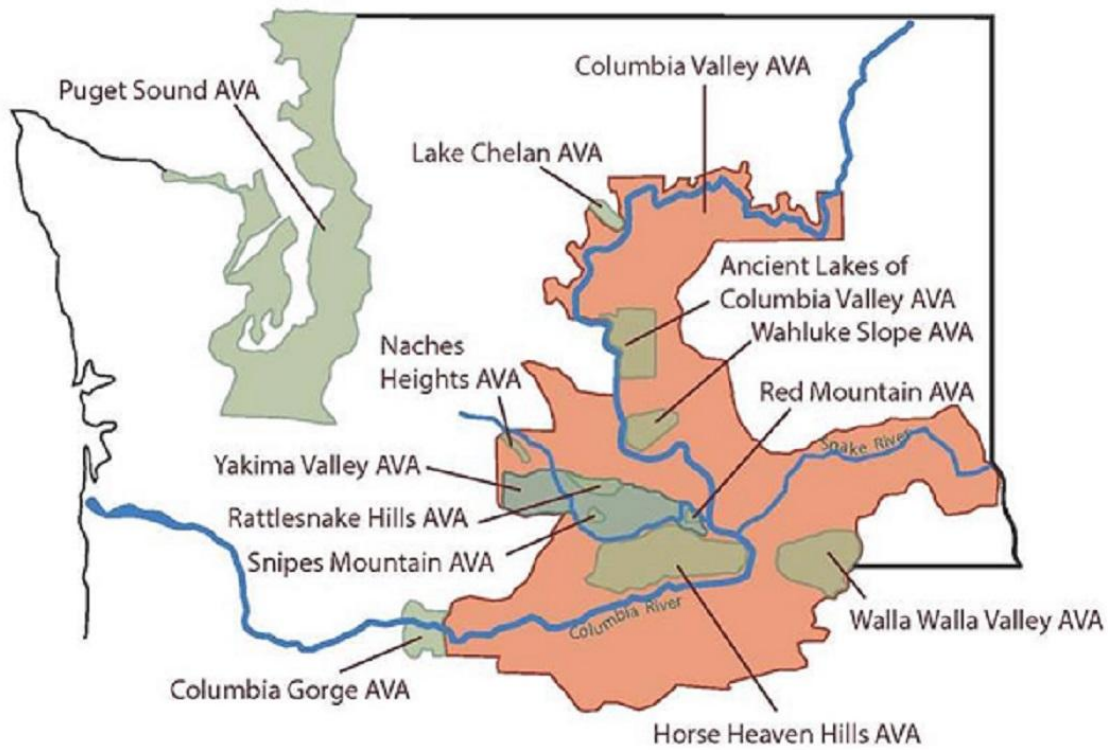 Columbia Valley AVA
Puget Sound AVA
Lake Chelan AVA
Ancient Lakes of
Columbia Valley AVA
Wahluke Slope AVA
Naches
Heights AVA
Red Mountain AVA
Snake River
Yakima Valley AVA
Rattlesnake Hills AVA
Snipes Mountain AVA
Columbia River
Walla Walla Valley AVA
Columbia Gorge AVA
Horse Heaven Hills AVA